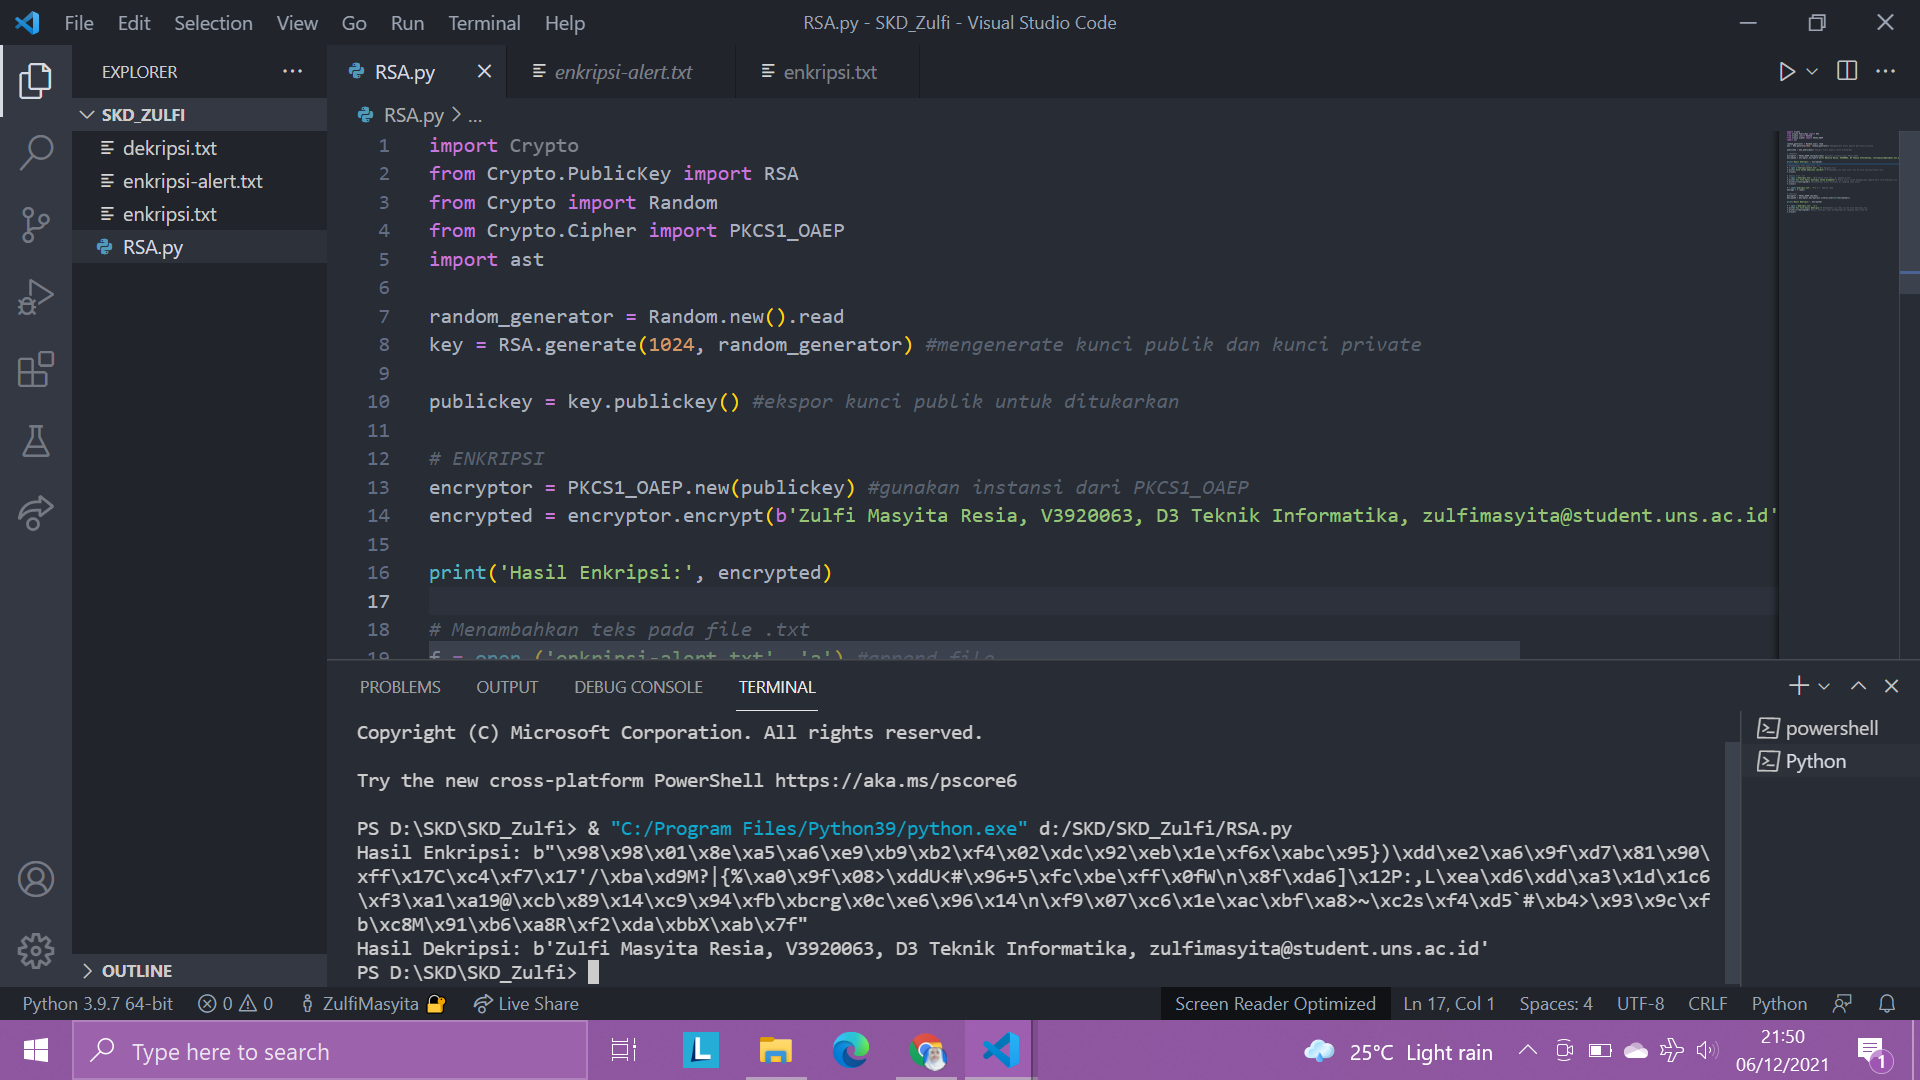 File Edit Selection View Go Run Terminal Help
RSA.py - SKD_Zulfi - Visual Studio Code
EXPLORER
SKD_ZULFI
dekripsi.txt
enkripsi-alert.txt
enkripsi.txt
RSA.py
RSA.py enkripsi-alert.txt enkripsi.txt
RSA.py > ...
1 import Crypto
2 from Crypto.PublicKey import RSA
3 from Crypto import Random
4 from Crypto.Cipher import PKCS1_OAEP
5 import ast
6
7 random_generator = Random.new().read
8 key = RSA.generate(1024, random_generator) #mengenerate kunci publik dan kunci private
9
10 publickey = key.publickey() #ekspor kunci publik untuk ditukarkan
11
12 # ENKRIPSI
13 encryptor = PKCS1_OAEP.new(publickey) #gunakan instansi dari PKCS1_OAEP
14 encrypted = encryptor.encrypt(b'Zulfi Masyita Resia, V3920063, D3 Teknik Informatika, zulfimasyita@student.uns.ac.id'
15
16 print('Hasil Enkripsi:', encrypted)
17
18 # Menambahkan teks pada file .txt
19 f = open ('enkripsi-alert.txt', 'a') #append file
PROBLEMS OUTPUT DEBUG CONSOLE TERMINAL
Copyright (C) Microsoft Corporation. All rights reserved.
Try the new cross-platform PowerShell https://aka.ms/pscore6
PS D:\SKD\SKD_Zulfi> & "C:/Program Files/Python39/python.exe" d:/SKD/SKD_Zulfi/RSA.py
Hasil Enkripsi: b"\x98\x98\x01\x8e\xa5\xa6\xe9\xb9\xb2\xf4\x02\xdc\x92\xeb\x1e\xf6x\xabc\x95})\xdd\xe2\xa6\x9f\xd7\x81\x90\
xff\x17C\xc4\xf7\x17'/\xba\xd9M?|{%\xa0\x9f\x08>\xddU<#\x96+5\xfc\xbe\xff\x0fW\n\x8f\xda6]\x12P:,L\xea\xd6\xdd\xa3\x1d\x1c6
\xf3\xa1\xa19@\xcb\x89\x14\xc9\x94\xfb\xbcrg\x0c\xe6\x96\x14\n\xf9\x07\xc6\x1e\xac\xbf\xa8>~\xc2s\xf4\xd5`#\xb4>\x93\x9c\xf
b\xc8M\x91\xb6\xa8R\xf2\xda\xbbX\xab\x7f"
Hasil Dekripsi: b'Zulfi Masyita Resia, V3920063, D3 Teknik Informatika, zulfimasyita@student.uns.ac.id'
PS D:\SKD\SKD_Zulfi>
powershell
Python
OUTLINE
Python 3.9.7 64-bit 0 0 ZulfiMasyita Live Share Screen Reader Optimized Ln 17, Col 1 Spaces: 4 UTF-8 CRLF Python
Type here to search
L
25°C Light rain
21:50
06/12/2021
1